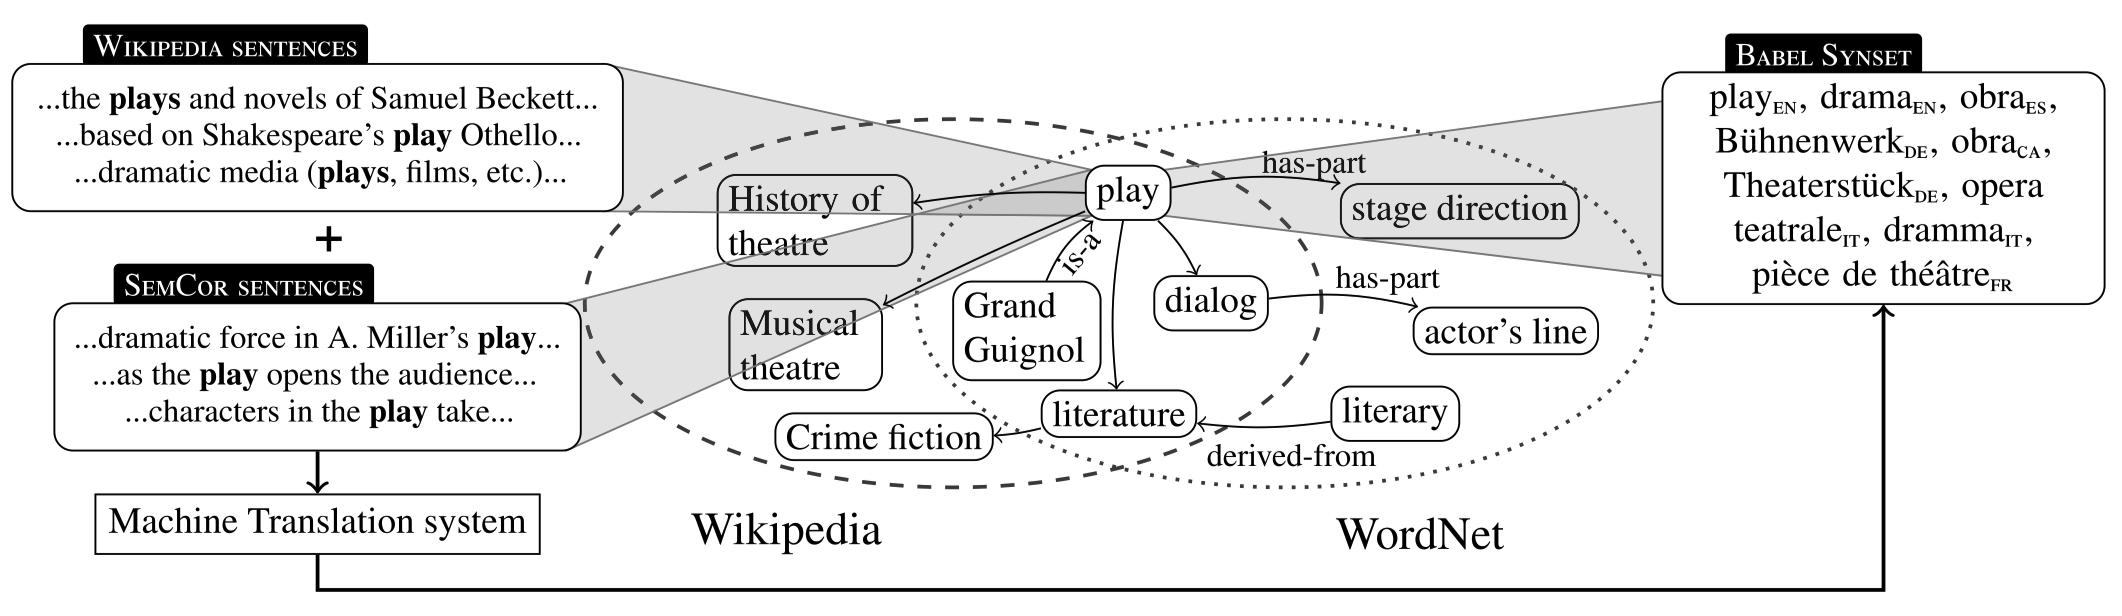 WIKIPEDIA SENTENCES
...the plays and novels of Samuel Beckett...
...based on Shakespeare's play Othello...
...dramatic media (plays, films, etc.)...
+
SEMCOR SENTENCES
...dramatic force in A. Miller's play...
...as the play opens the audience...
...characters in the play take...
Machine Translation system
History of
theatre
Musical
theatre
Crime fiction
play
is-a
Grand
Guignol
literature
dialog
has-part
stage direction
has-part
actor's line
literary
derived-from
Wikipedia
WordNet
BABEL SYNSET
playEN, dramaEN, obraES,
BühnenwerkDE, obraCA,
TheaterstückDE, opera
teatraleIT, drammaIT,
pièce de théâtreFR